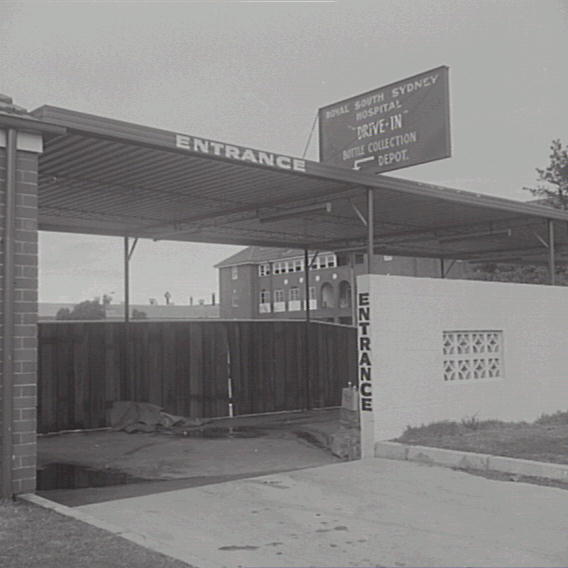 ROYAL SOUTH SYDNEY
HOSPITAL
"DRIVE-IN"
BOTTLE COLLECTION
DEPOT.
ENTRANCE
ENTRANCE